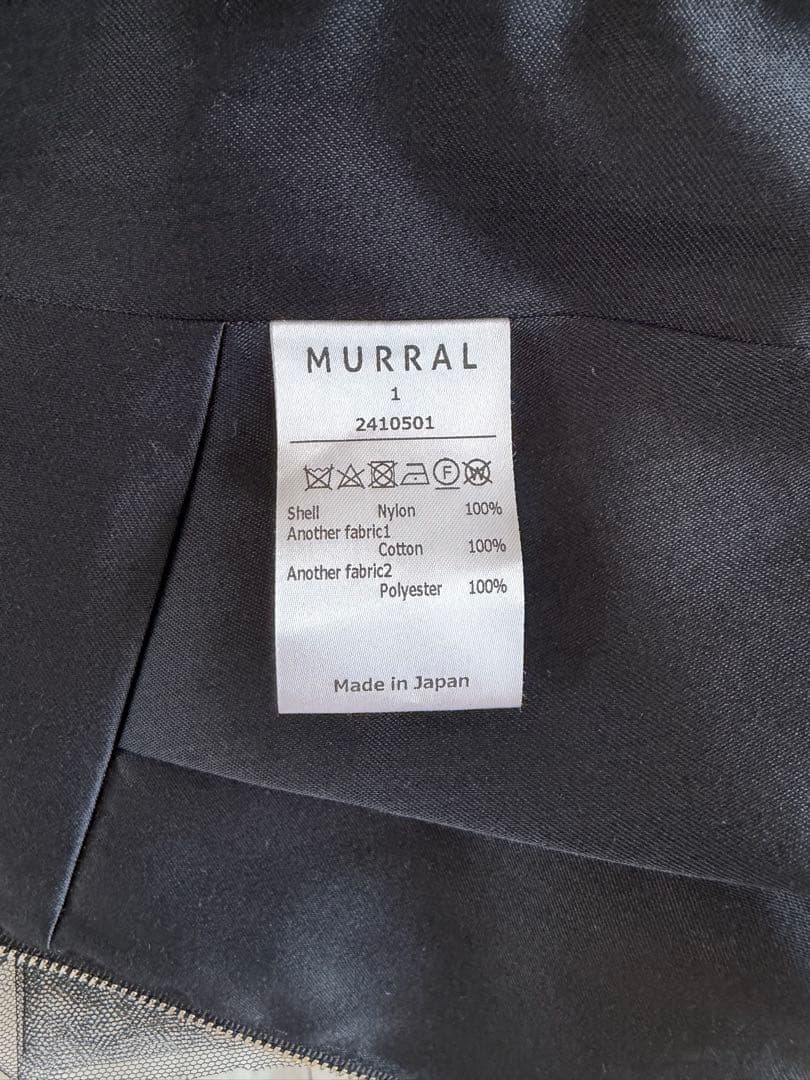 MURRAL
1
2410501
F W
Shell Nylon 100%
Another fabric1
Cotton 100%
Another fabric2
Polyester 100%
Made in Japan